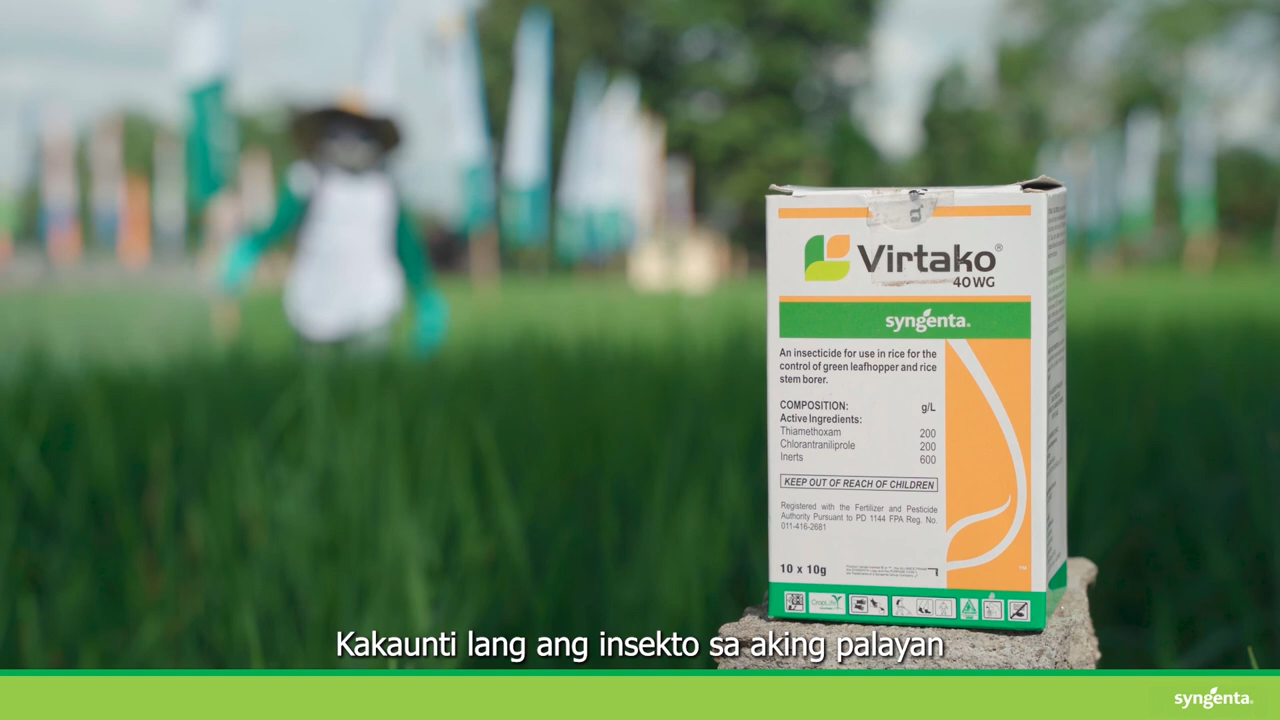 Virtako®
40 WG
syngenta.
An insecticide for use in rice for the
control of green leafhopper and rice
stem borer.
COMPOSITION: g/L
Active Ingredients:
Thiamethoxam 200
Chlorantraniliprole 200
Inerts 600
KEEP OUT OF REACH OF CHILDREN
Registered with the Fertilizer and Pesticide
Authority Pursuant to PD 1144 FPA Reg. No.
011-416-2681
10 x 10g
CropLife
Kakaunti lang ang insekto sa aking palayan
syngenta.